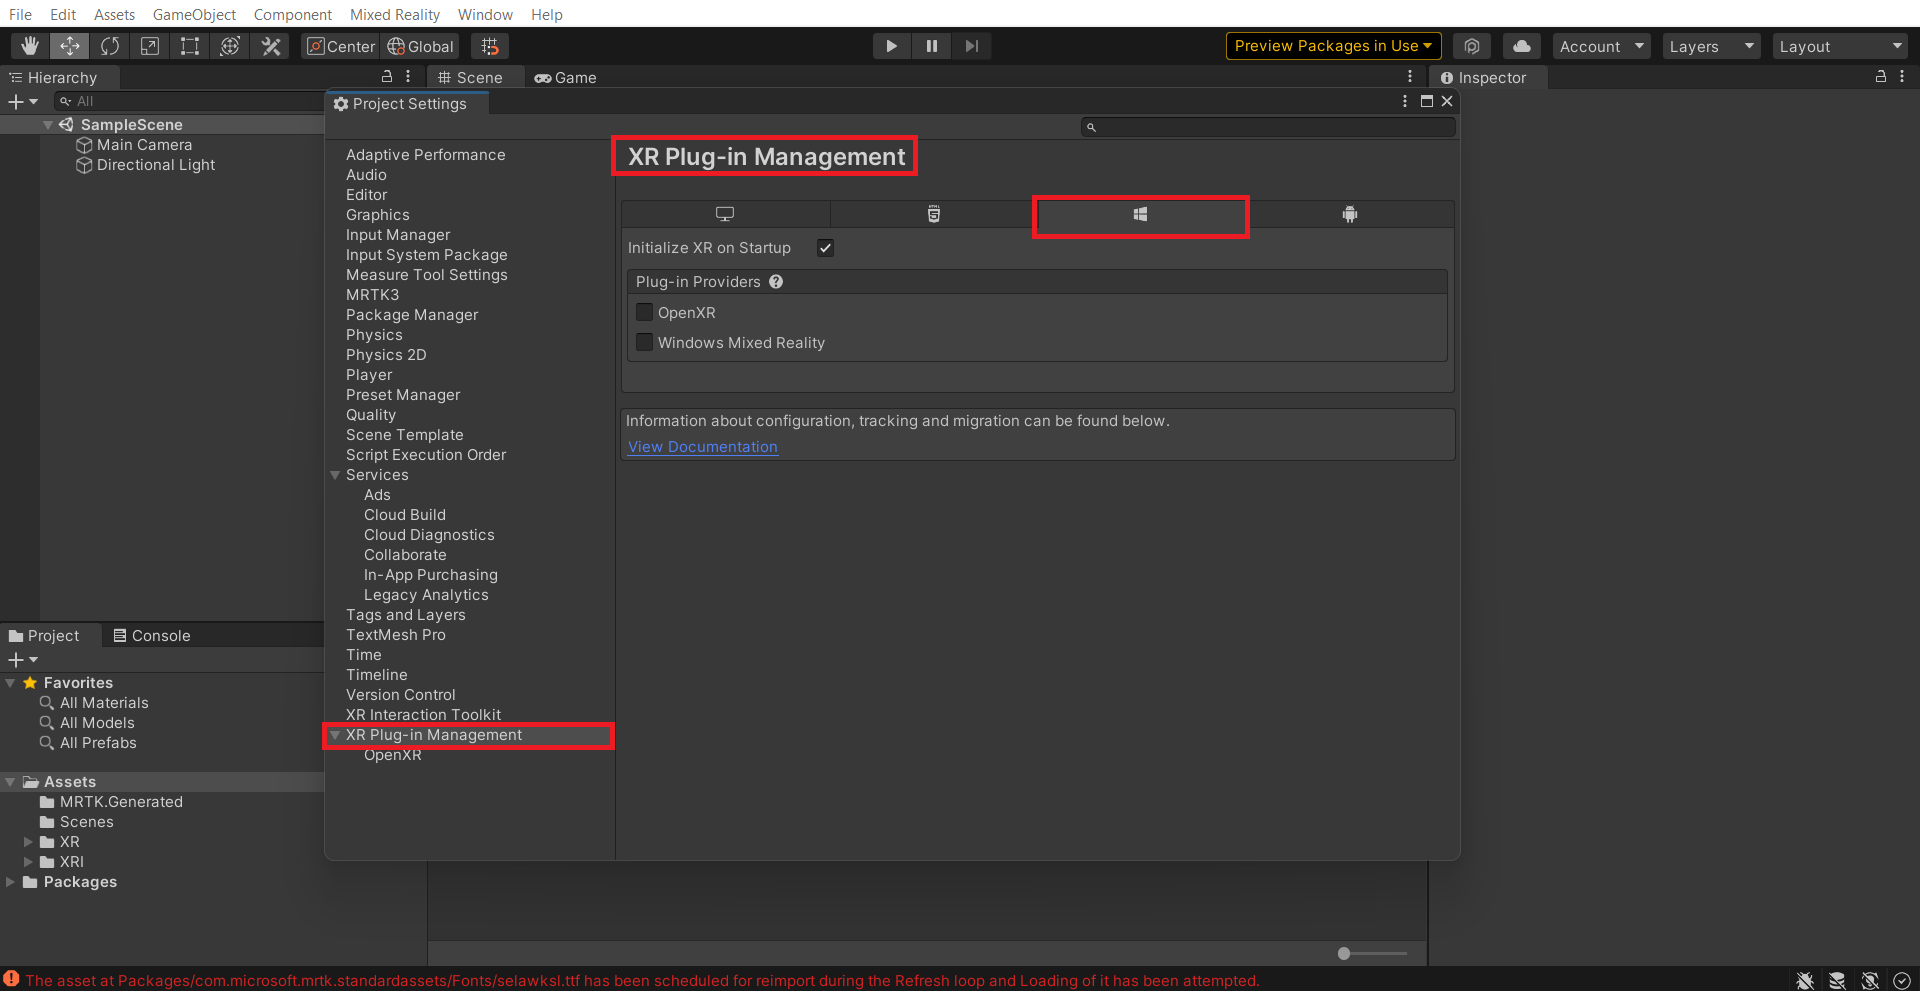 File Edit Assets GameObject Component Mixed Reality Window Help
Center Global Preview Packages in Use Account Layers Layout
Hierarchy Scene Game Inspector
All
Project Settings
SampleScene
Main Camera
Directional Light
Adaptive Performance
Audio
Editor
Graphics
Input Manager
Input System Package
Measure Tool Settings
MRTK3
Package Manager
Physics
Physics 2D
Player
Preset Manager
Quality
Scene Template
Script Execution Order
Services
Ads
Cloud Build
Cloud Diagnostics
Collaborate
In-App Purchasing
Legacy Analytics
Tags and Layers
TextMesh Pro
Time
Timeline
Version Control
XR Interaction Toolkit
XR Plug-in Management
OpenXR
XR Plug-in Management
HTML
Initialize XR on Startup
Plug-in Providers
OpenXR
Windows Mixed Reality
Information about configuration, tracking and migration can be found below.
View Documentation
Project Console
Favorites
All Materials
All Models
All Prefabs
Assets
MRTK.Generated
Scenes
XR
XRI
Packages
The asset at Packages/com.microsoft.mrtk.standardassets/Fonts/selawksl.ttf has been scheduled for reimport during the Refresh loop and Loading of it has been attempted.